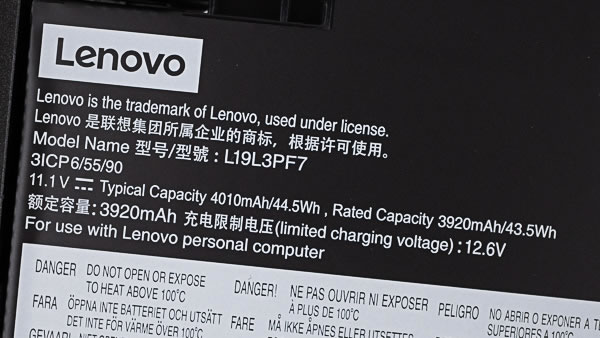 Lenovo
Lenovo is the trademark of Lenovo, used under license.
Lenovo 是联想集团所属企业的商标，根据许可使用。
Model Name 型号/型號：L19L3PF7
3ICP6/55/90
11.1V ⎓ Typical Capacity 4010mAh/44.5Wh , Rated Capacity 3920mAh/43.5Wh
额定容量：3920mAh 充电限制电压(limited charging voltage)：12.6V
For use with Lenovo personal computer
DANGER DO NOT OPEN OR EXPOSE TO HEAT ABOVE 100°C
DANGER! NE PAS OUVRIR NI EXPOSER À PLUS DE 100°C
PELIGRO NO ABRIR O EXPONER A SUPERIORES A 100°C
FARA ÖPPNA INTE BATTERIET OCH UTSÄTT DET INTE FÖR VÄRME ÖVER 100°C
FARE MÅ IKKE ÅPNES ELLER UTSETTES
GEVAAR!